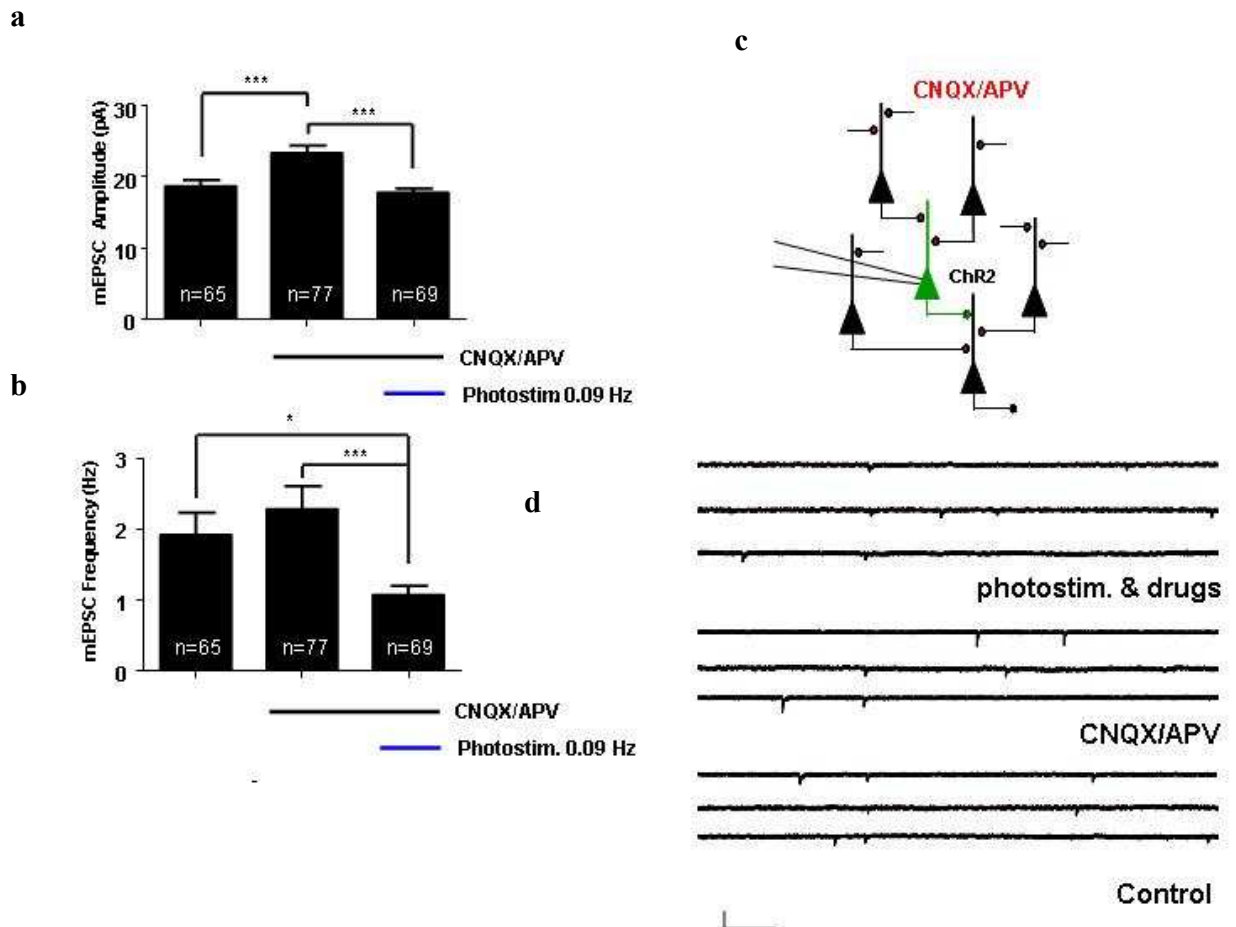 a
mEPSC Amplitude (pA)
30
20
10
0
***
***
n=65
n=77
n=69
CNQX/APV
Photostim 0.09 Hz
b
mEPSC Frequency (Hz)
3
2
1
0
*
***
n=65
n=77
n=69
CNQX/APV
Photostim. 0.09 Hz
c
CNQX/APV
ChR2
d
photostim. & drugs
CNQX/APV
Control